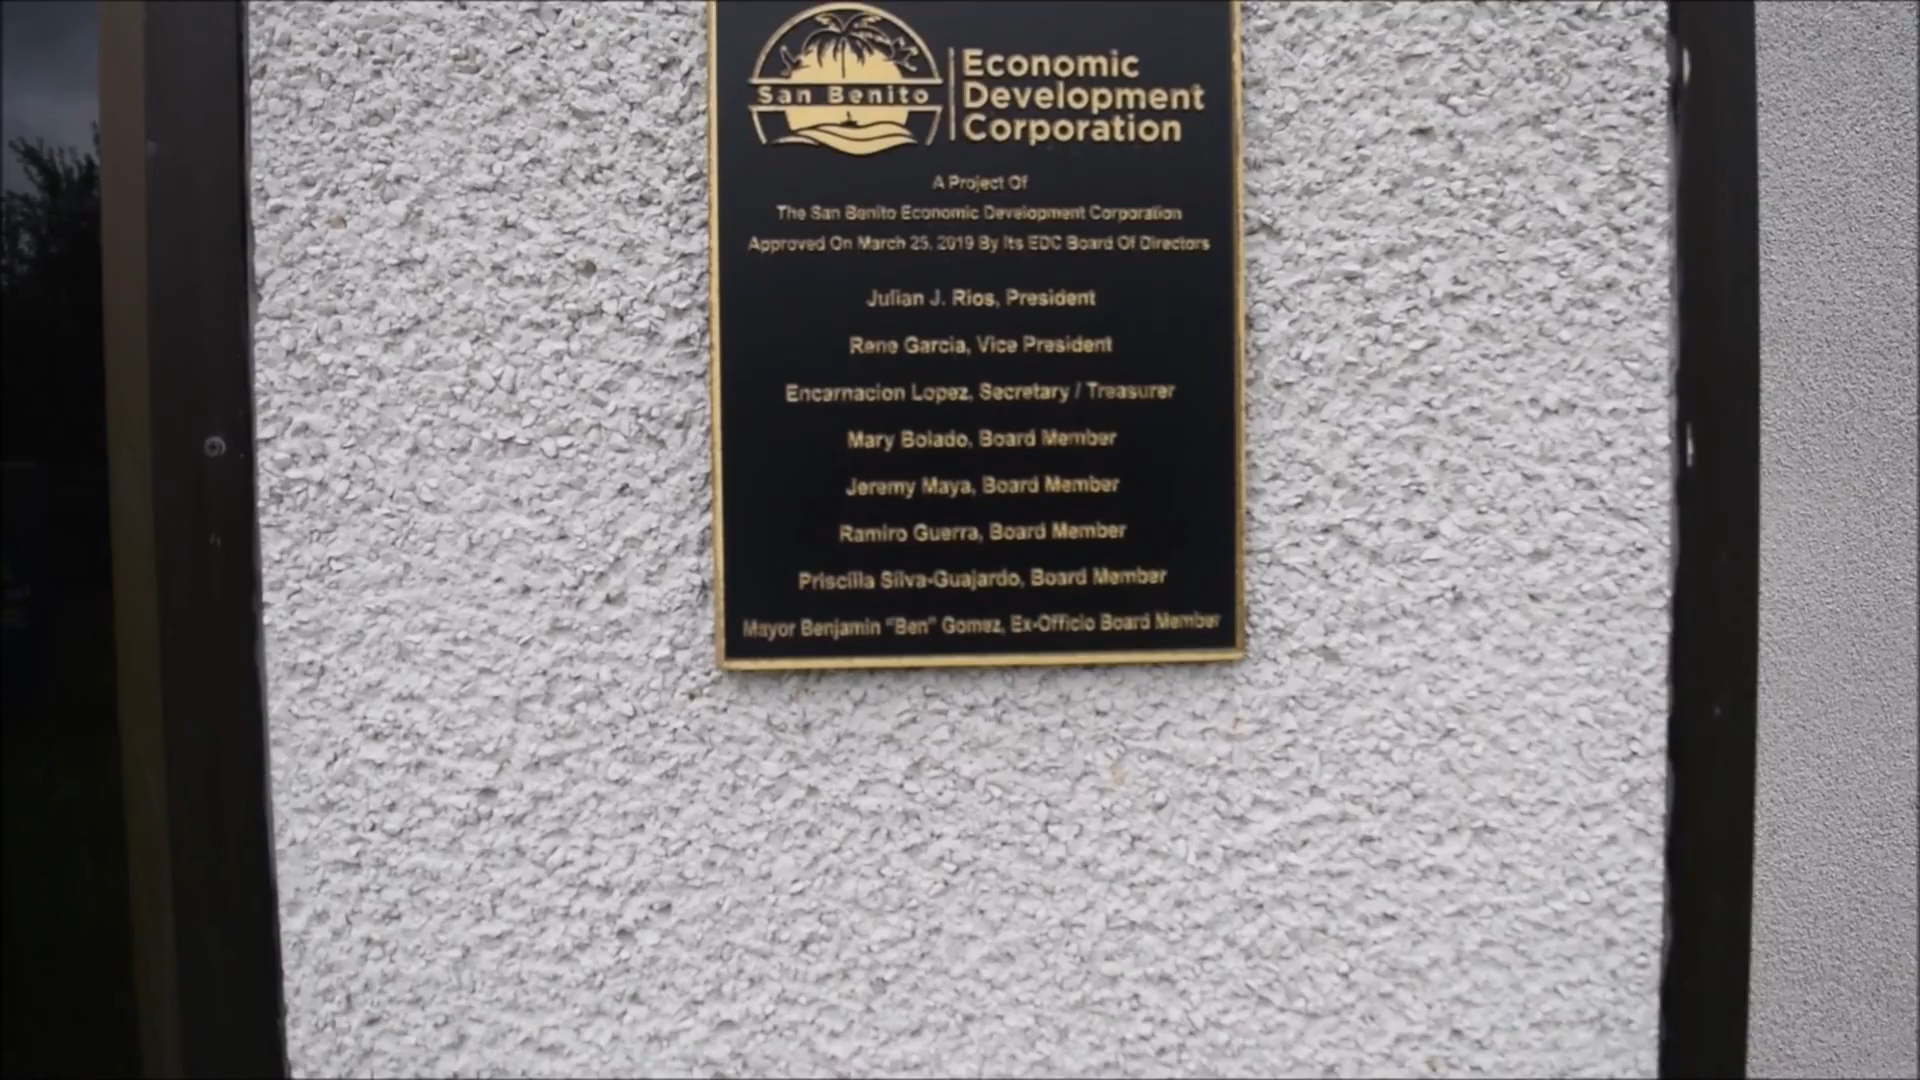 San Benito
Economic
Development
Corporation
A Project Of
The San Benito Economic Development Corporation
Approved On March 25, 2019 By Its EDC Board Of Directors
Julian J. Rios, President
Rene Garcia, Vice President
Encarnacion Lopez, Secretary / Treasurer
Mary Bolado, Board Member
Jeremy Maya, Board Member
Ramiro Guerra, Board Member
Priscilla Silva-Guajardo, Board Member
Mayor Benjamin "Ben" Gomez, Ex-Officio Board Member